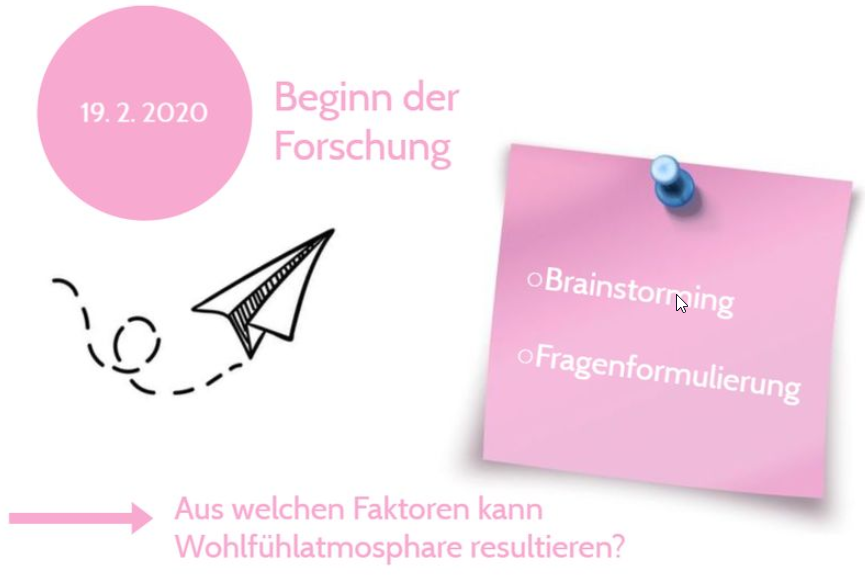 19. 2. 2020
Beginn der
Forschung
○Brainstorming
○Fragenformulierung
Aus welchen Faktoren kann
Wohlfühlatmosphare resultieren?